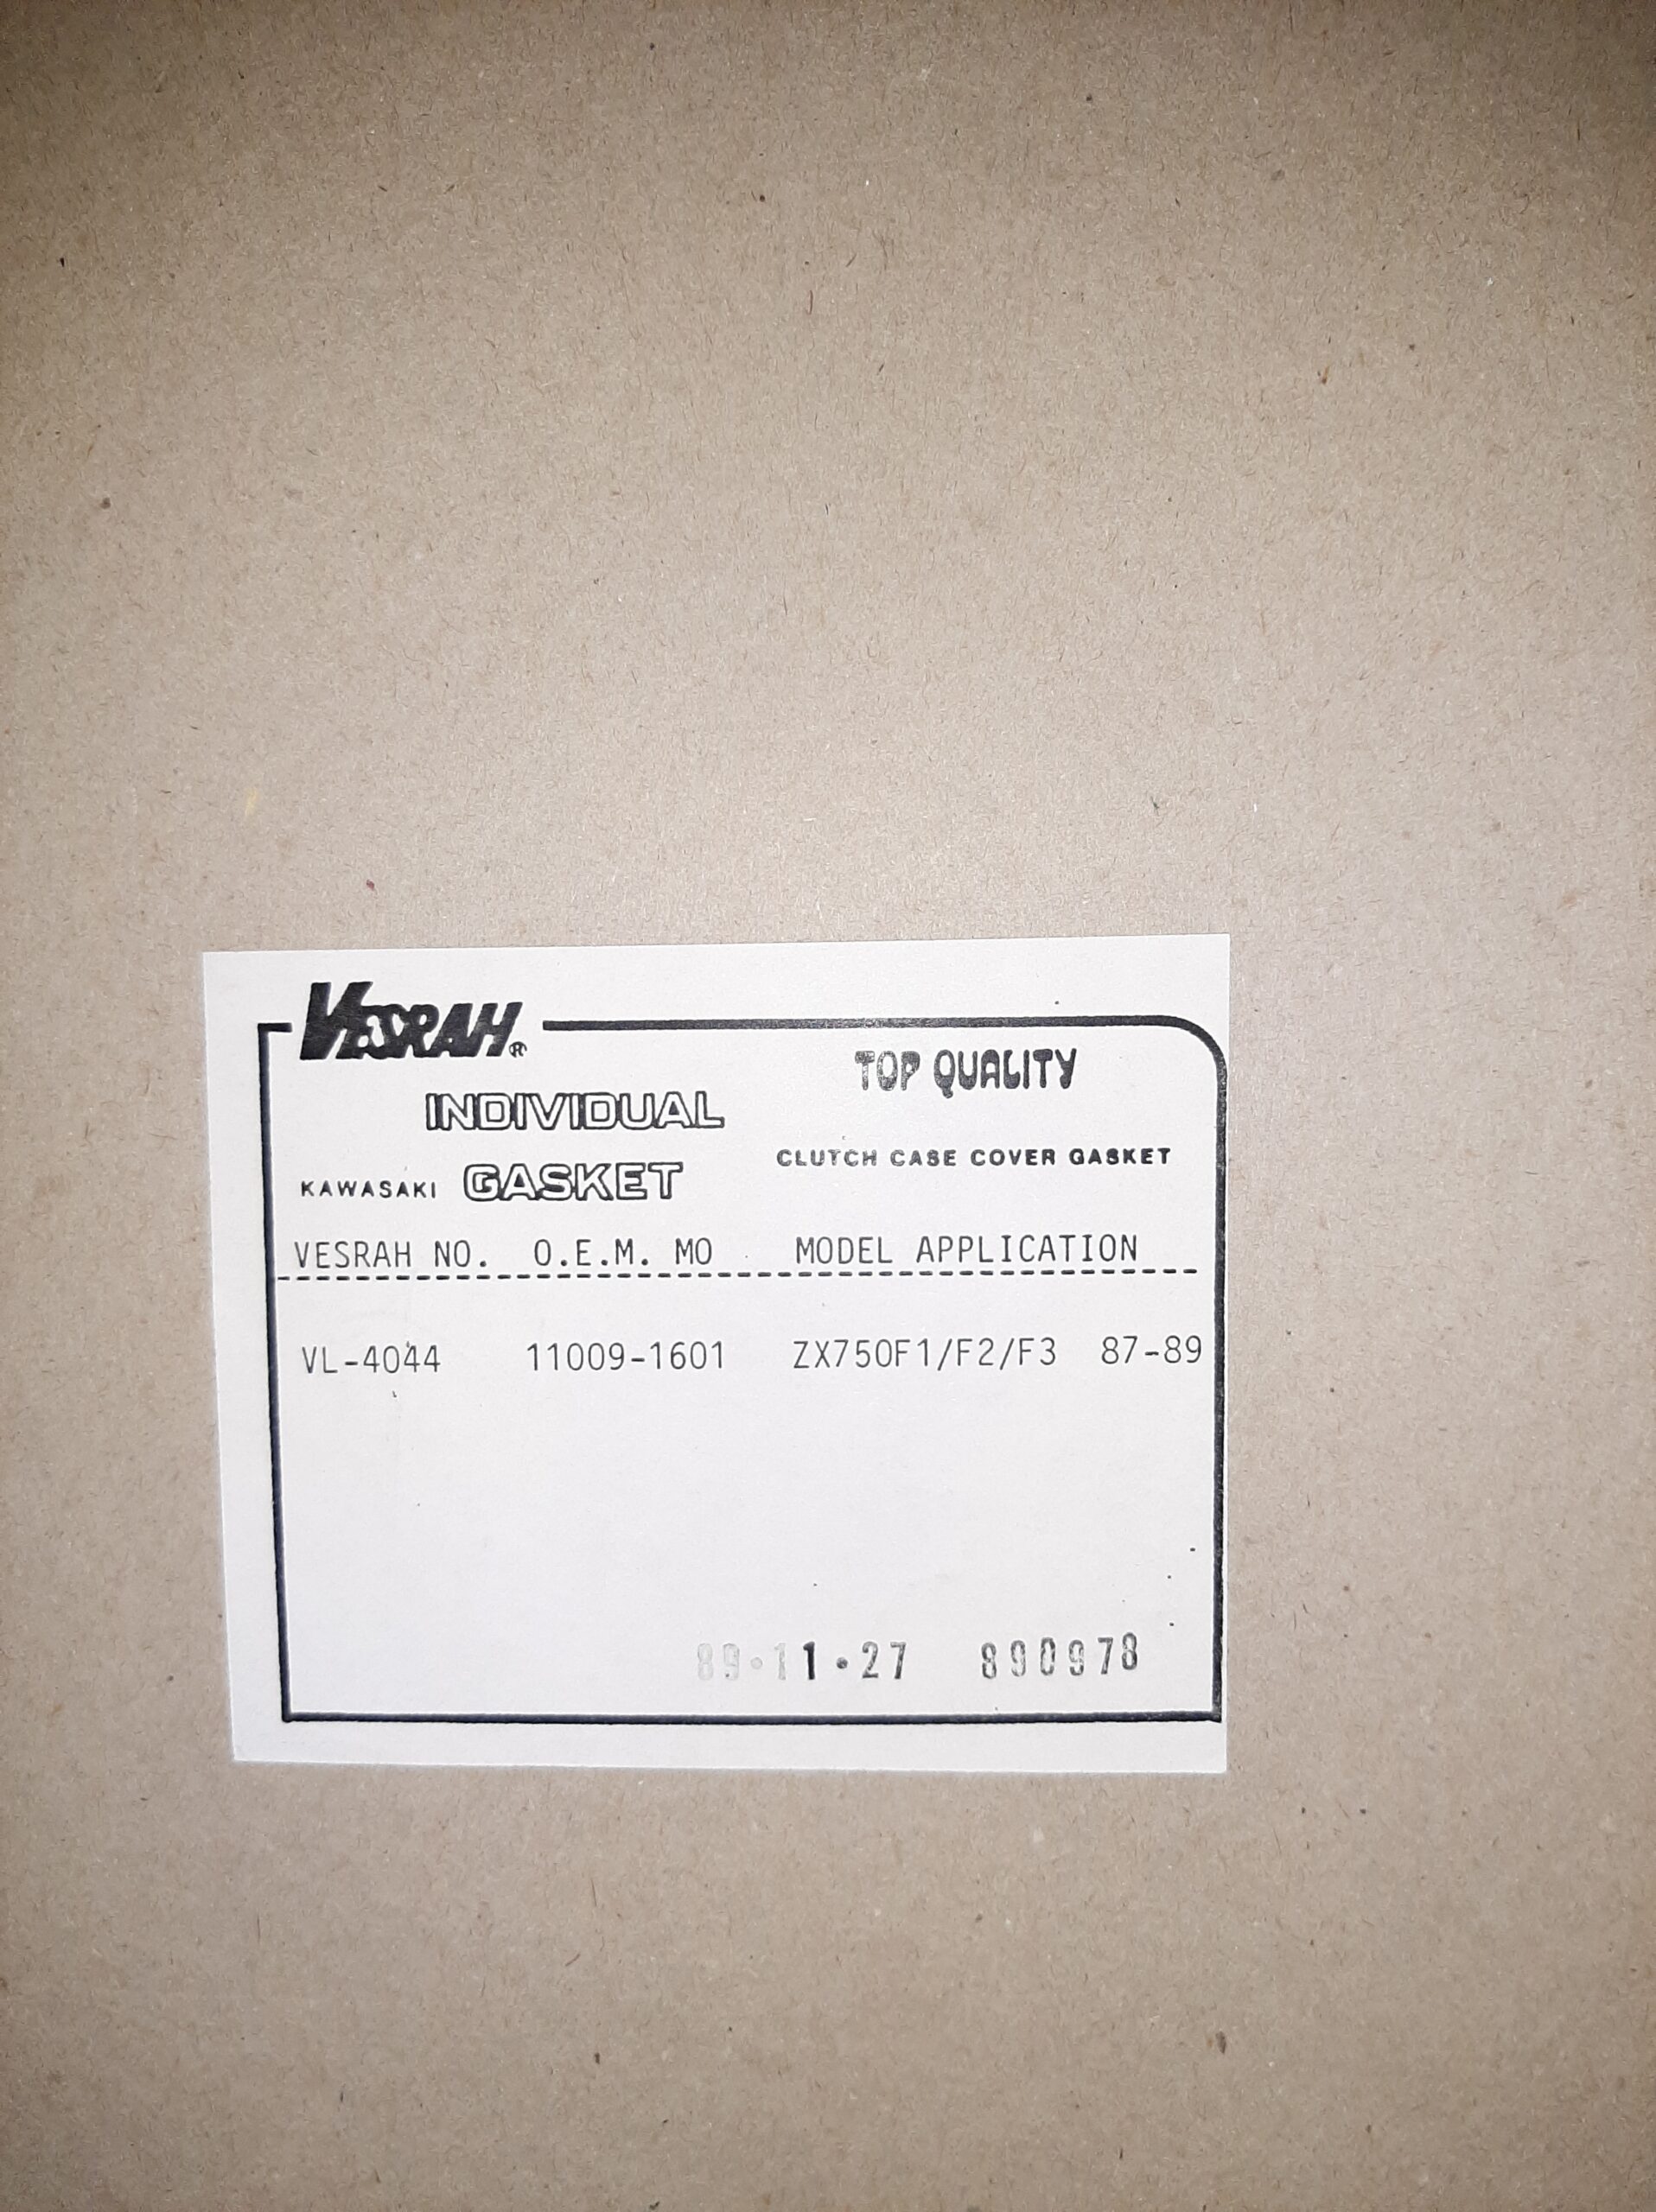 VESRAH®
TOP QUALITY
INDIVIDUAL
CLUTCH CASE COVER GASKET
KAWASAKI GASKET
VESRAH NO. O.E.M. MO MODEL APPLICATION
VL-4044 11009-1601 ZX750F1/F2/F3 87-89
89•11•27 890978